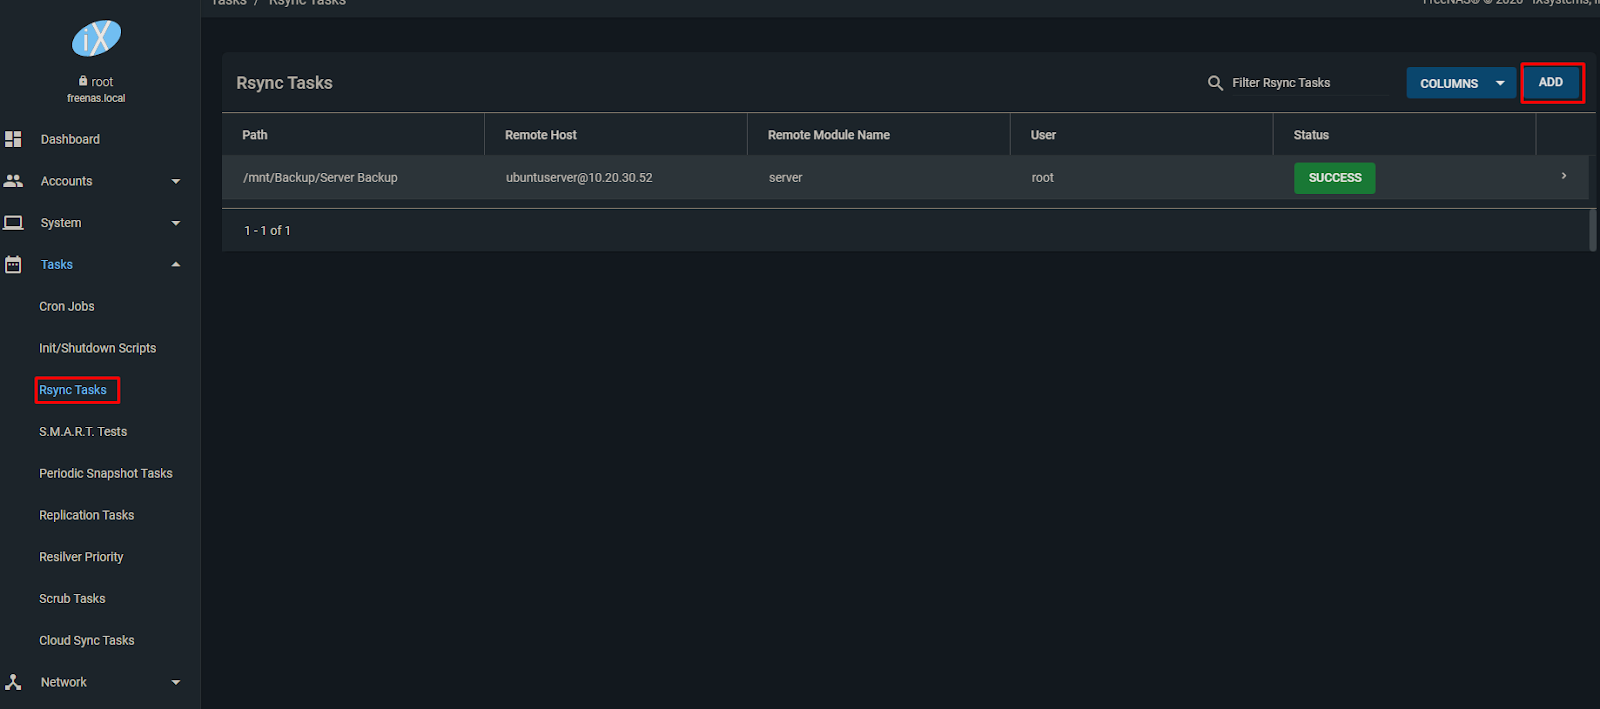 Tasks / Rsync Tasks
FreeNAS® © 2020
iX
root
freenas.local
Dashboard
Accounts
System
Tasks
Cron Jobs
Init/Shutdown Scripts
Rsync Tasks
S.M.A.R.T. Tests
Periodic Snapshot Tasks
Replication Tasks
Resilver Priority
Scrub Tasks
Cloud Sync Tasks
Network
Rsync Tasks
Filter Rsync Tasks
COLUMNS
ADD
Path Remote Host Remote Module Name User Status
/mnt/Backup/Server Backup ubuntuserver@10.20.30.52 server root SUCCESS
1 - 1 of 1